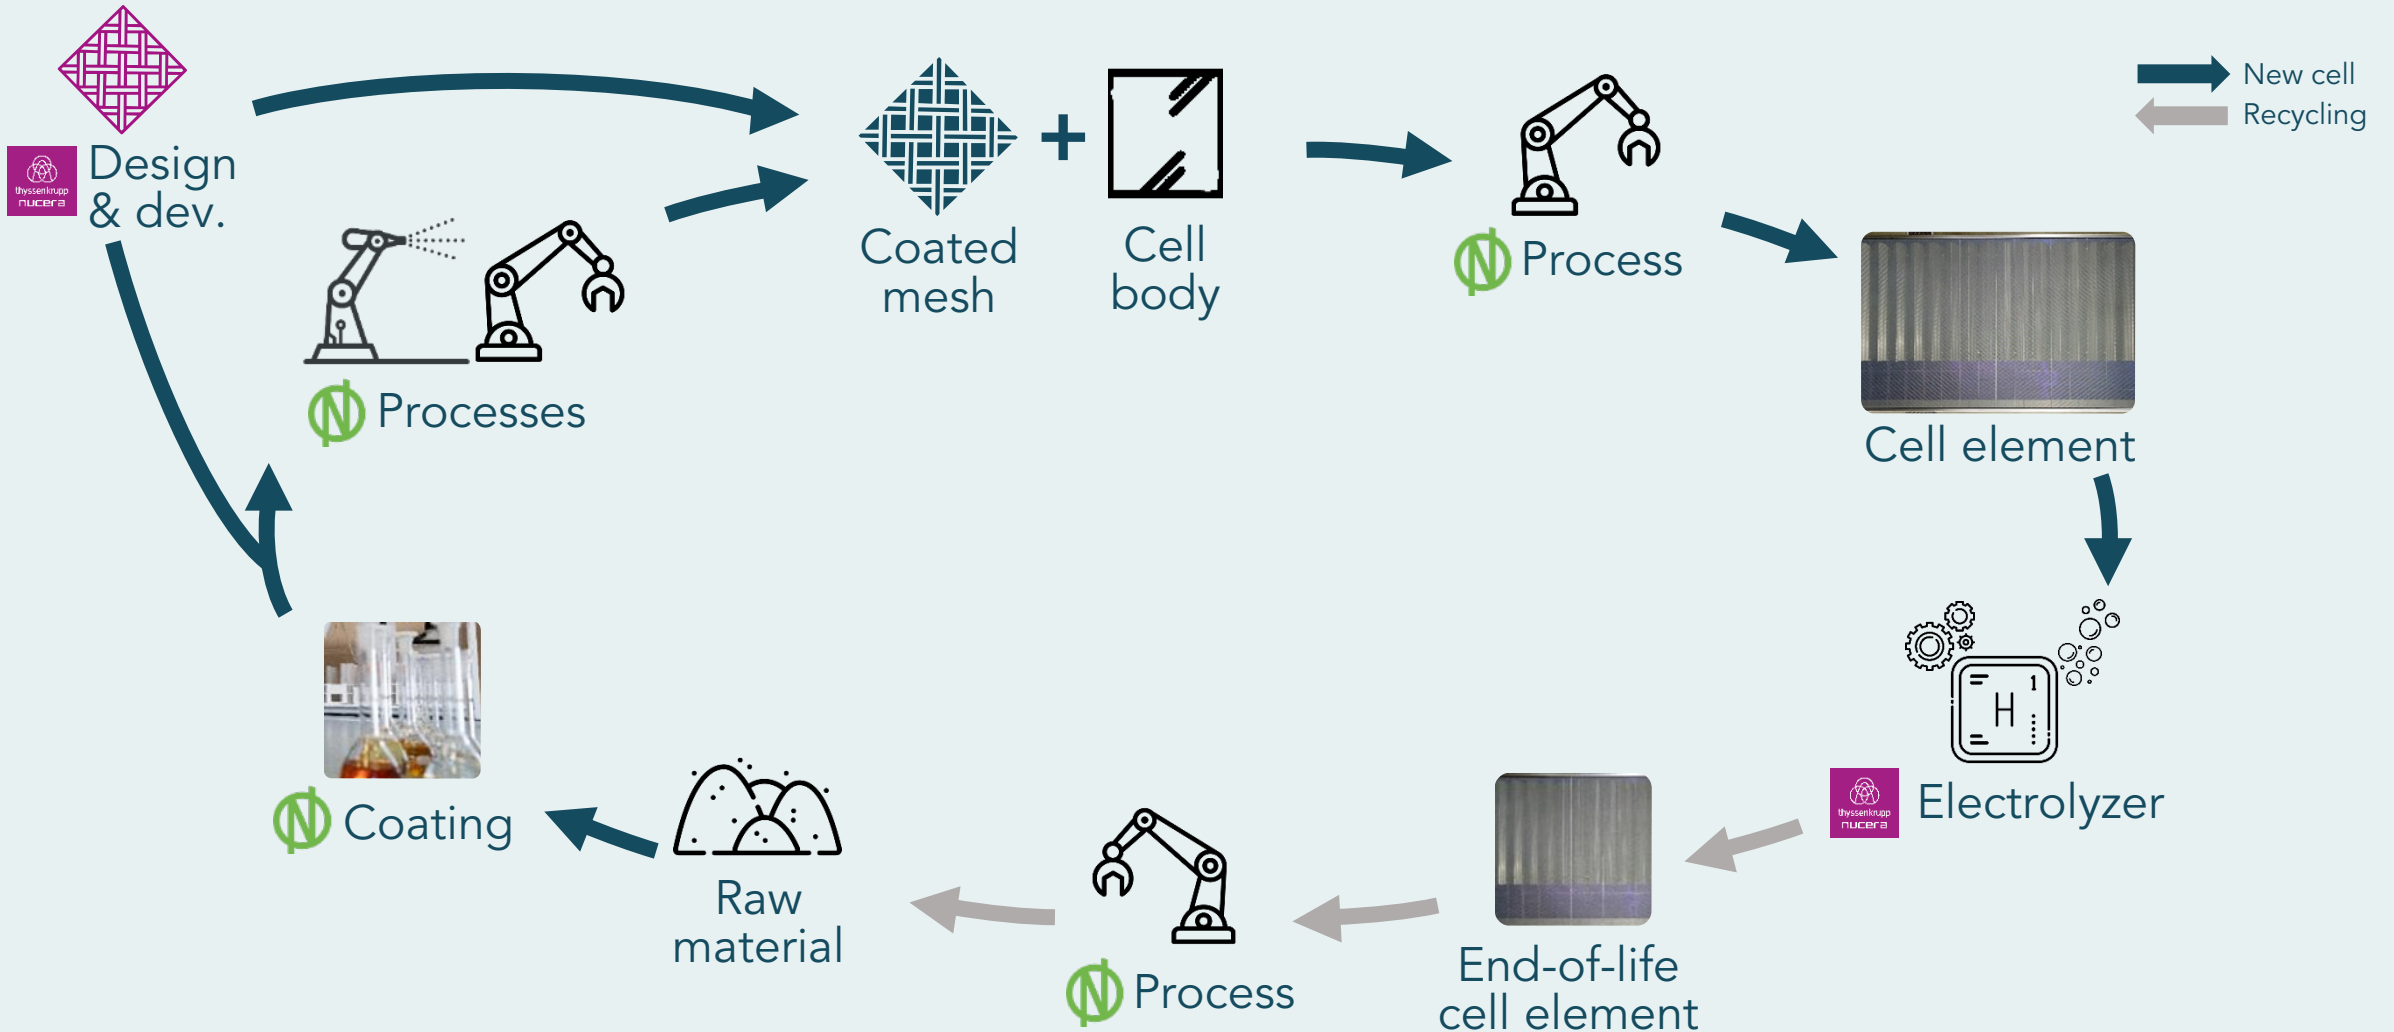 New cell
Recycling
thyssenkrupp
nucera
Design
& dev.
Processes
Coated
mesh
+
Cell
body
N
Process
Cell element
H
1
thyssenkrupp
nucera
Electrolyzer
End-of-life
cell element
N
Process
Raw
material
N
Coating
N